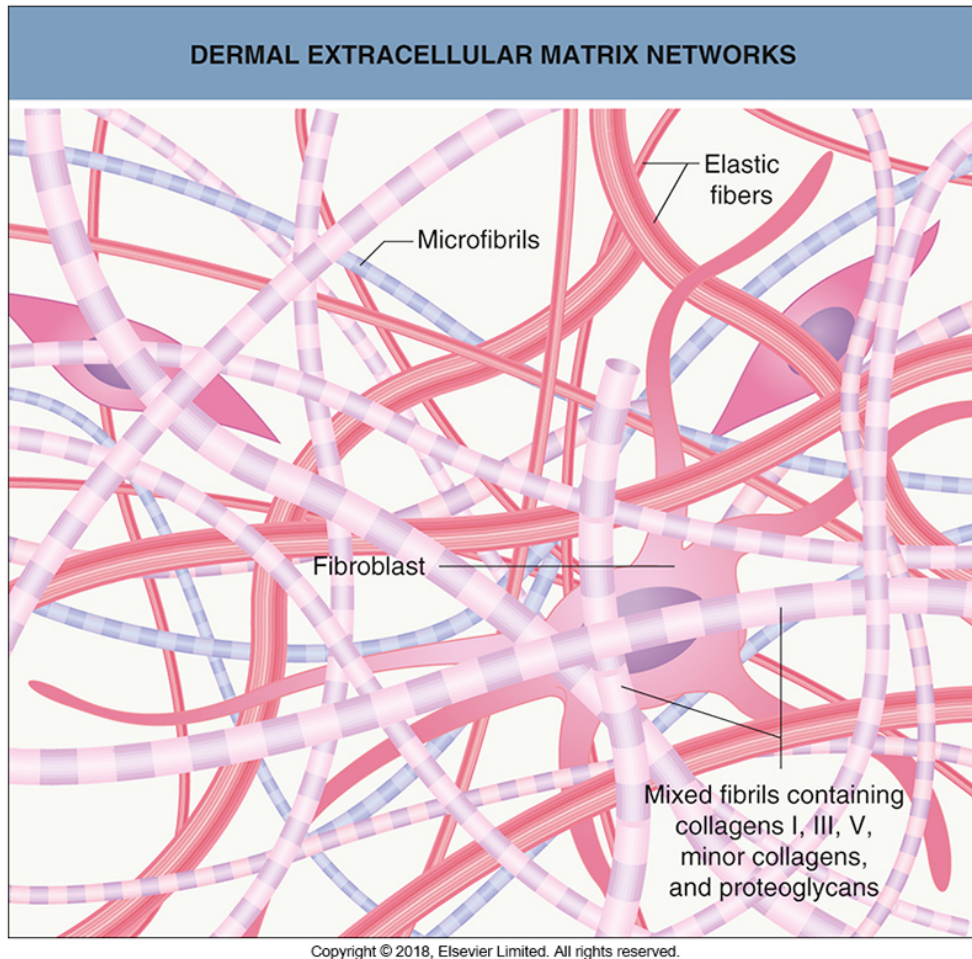 DERMAL EXTRACELLULAR MATRIX NETWORKS
Elastic
fibers
Microfibrils
Fibroblast
Mixed fibrils containing
collagens I, III, V,
minor collagens,
and proteoglycans
Copyright © 2018, Elsevier Limited. All rights reserved.